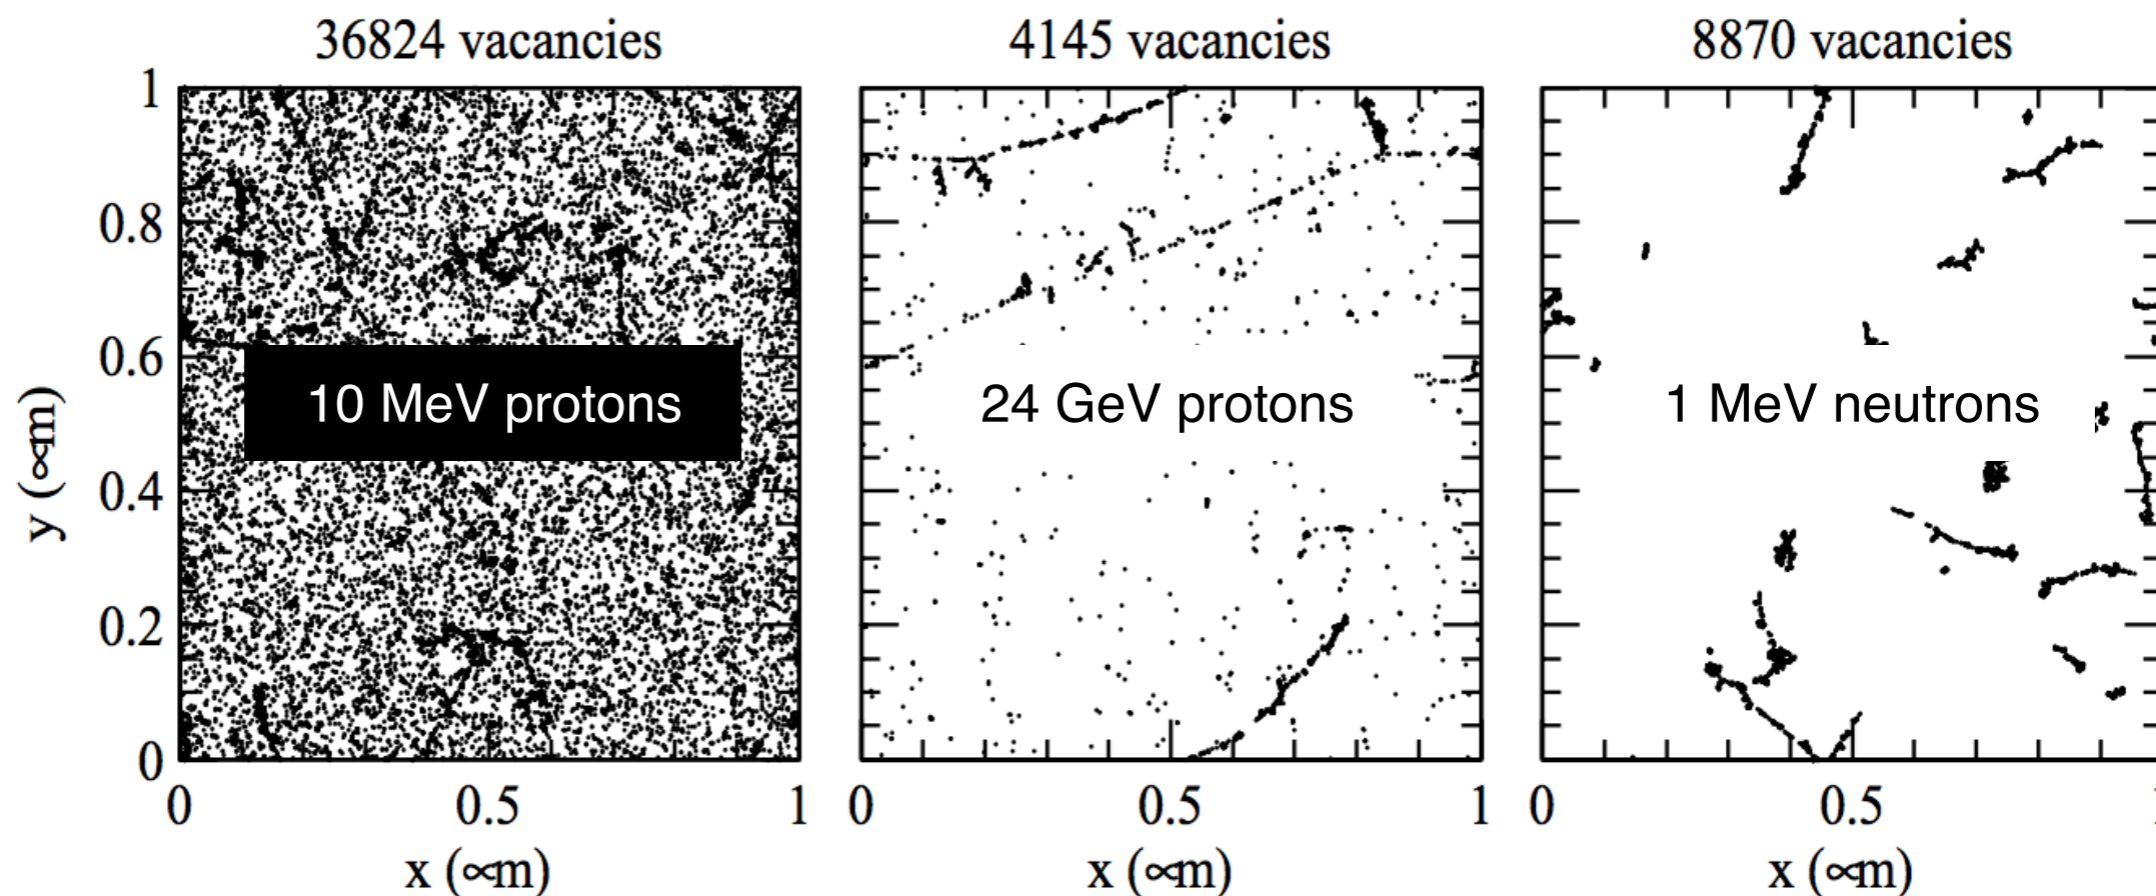 36824 vacancies
4145 vacancies
8870 vacancies
1
0.8
0.6
0.4
0.2
0
y (∝m)
10 MeV protons
24 GeV protons
1 MeV neutrons
0 0.5 1
0 0.5 1
0 0.5
x (∝m)
x (∝m)
x (∝m)